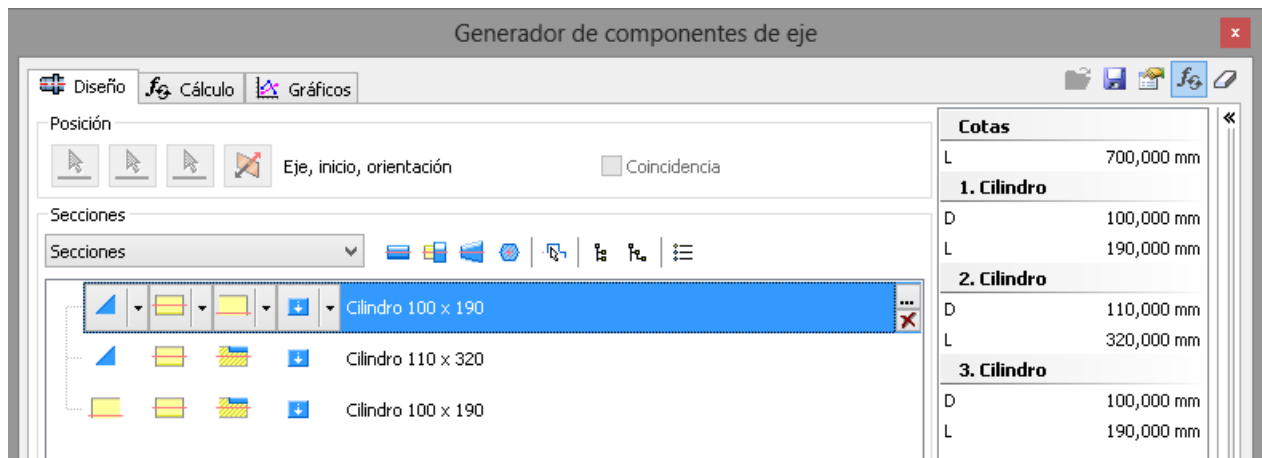 Generador de componentes de eje
x
Diseño
Cálculo
Gráficos
Posición
Eje, inicio, orientación
Coincidencia
Secciones
Secciones
Cilindro 100 x 190
...
Cilindro 110 x 320
Cilindro 100 x 190
Cotas
L 700,000 mm
1. Cilindro
D 100,000 mm
L 190,000 mm
2. Cilindro
D 110,000 mm
L 320,000 mm
3. Cilindro
D 100,000 mm
L 190,000 mm